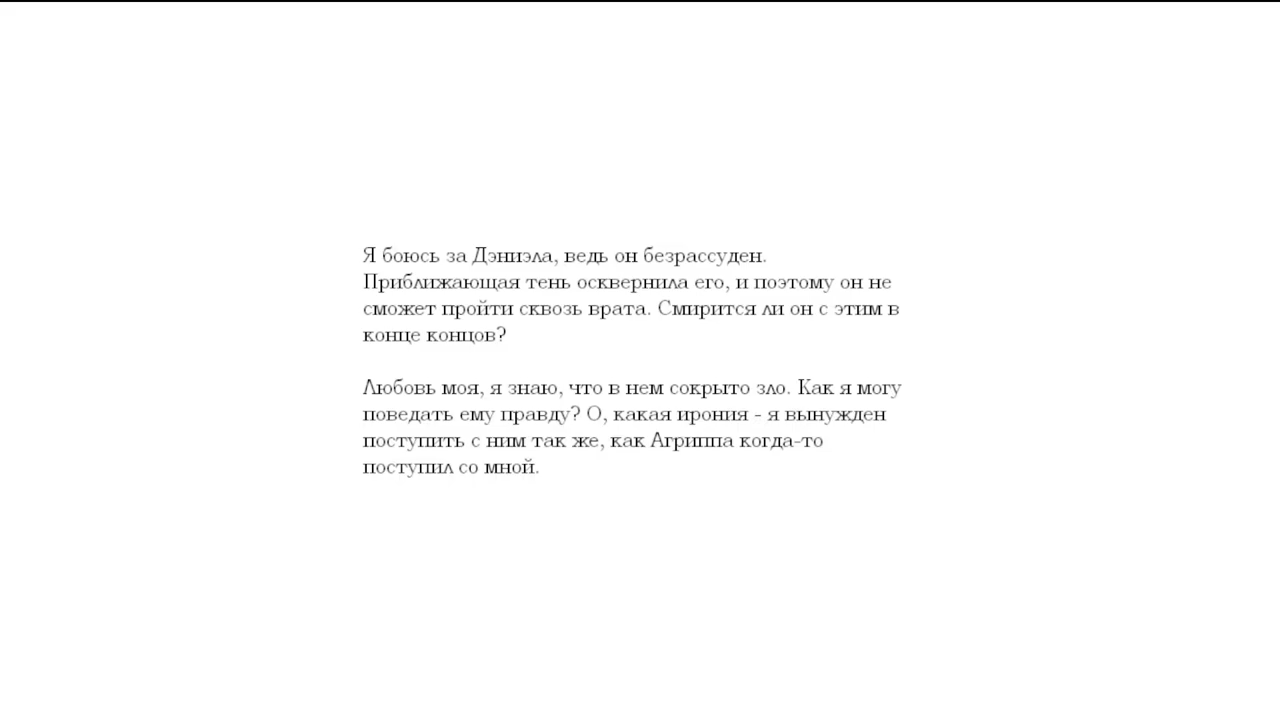 Я боюсь за Дэниэла, ведь он безрассуден.
Приближающая тень осквернила его, и поэтому он не
сможет пройти сквозь врата. Смирится ли он с этим в
конце концов?
Любовь моя, я знаю, что в нем сокрыто зло. Как я могу
поведать ему правду? О, какая ирония - я вынужден
поступить с ним так же, как Агриппа когда-то
поступил со мной.